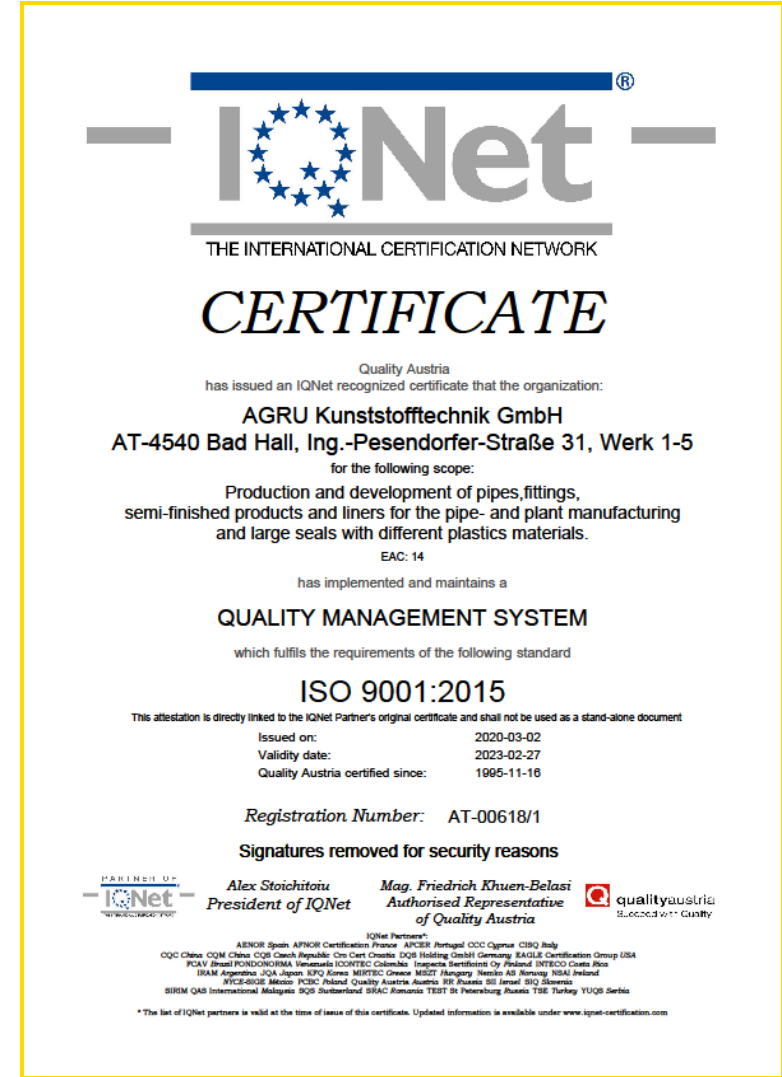 IQNet ®
THE INTERNATIONAL CERTIFICATION NETWORK
CERTIFICATE
Quality Austria
has issued an IQNet recognized certificate that the organization:
AGRU Kunststofftechnik GmbH
AT-4540 Bad Hall, Ing.-Pesendorfer-Straße 31, Werk 1-5
for the following scope:
Production and development of pipes,fittings,
semi-finished products and liners for the pipe- and plant manufacturing
and large seals with different plastics materials.
EAC: 14
has implemented and maintains a
QUALITY MANAGEMENT SYSTEM
which fulfils the requirements of the following standard
ISO 9001:2015
This attestation is directly linked to the IQNet Partner's original certificate and shall not be used as a stand-alone document
Issued on: 2020-03-02
Validity date: 2023-02-27
Quality Austria certified since: 1995-11-16
Registration Number: AT-00618/1
Signatures removed for security reasons
PARTNER OF
IQNet
Alex Stoichitoiu
President of IQNet
Mag. Friedrich Khuen-Belasi
Authorised Representative
of Quality Austria
qualityaustria
Succeed with Quality
IQNet Partners*:
AENOR Spain AFNOR Certification France APCER Portugal CCC Cyprus CISQ Italy
CQC China CQM China CQS Czech Republic Cro Cert Croatia DQS Holding GmbH Germany EAGLE Certification Group USA
FCAV Brazil FONDONORMA Venezuela ICONTEC Colombia Inspecta Sertifiointi Oy Finland INTECO Costa Rica
IRAM Argentina JQA Japan KFQ Korea MIRTEC Greece MSZT Hungary Nemko AS Norway NSAI Ireland
NYCE-SIGE México PCBC Poland Quality Austria Austria RR Russia SII Israel SIQ Slovenia
SIRIM QAS International Malaysia SQS Switzerland SRAC Romania TEST St Petersburg Russia TSE Turkey YUQS Serbia
* The list of IQNet partners is valid at the time of issue of this certificate. Updated information is available under www.iqnet-certification.com